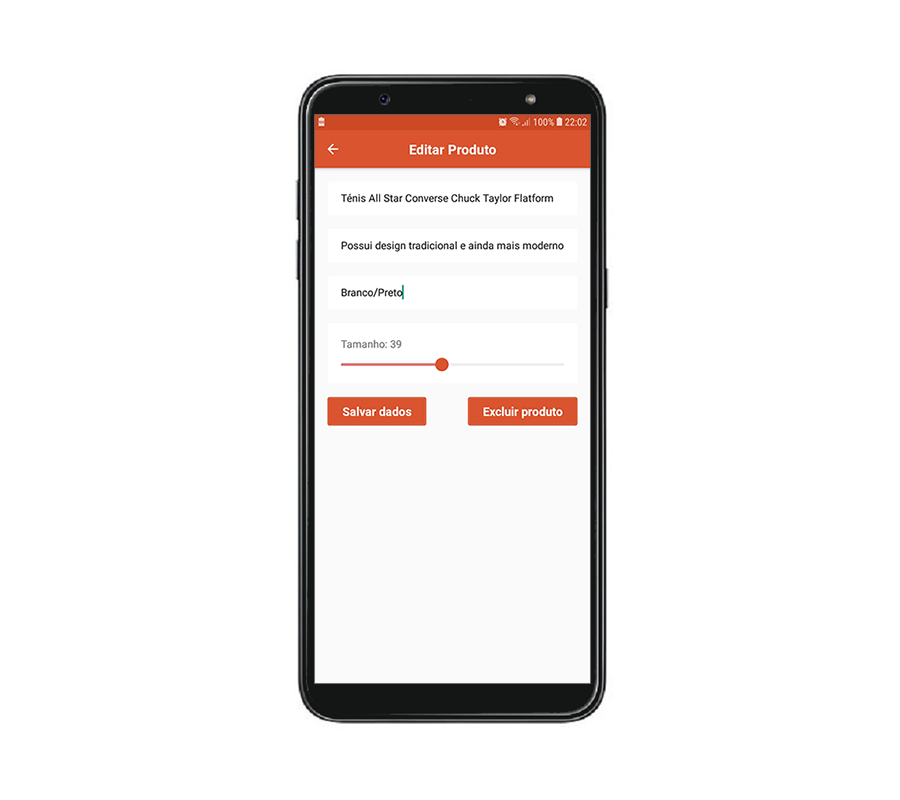 100% 22:02
Editar Produto
Ténis All Star Converse Chuck Taylor Flatform
Possui design tradicional e ainda mais moderno
Branco/Preto
Tamanho: 39
Salvar dados
Excluir produto